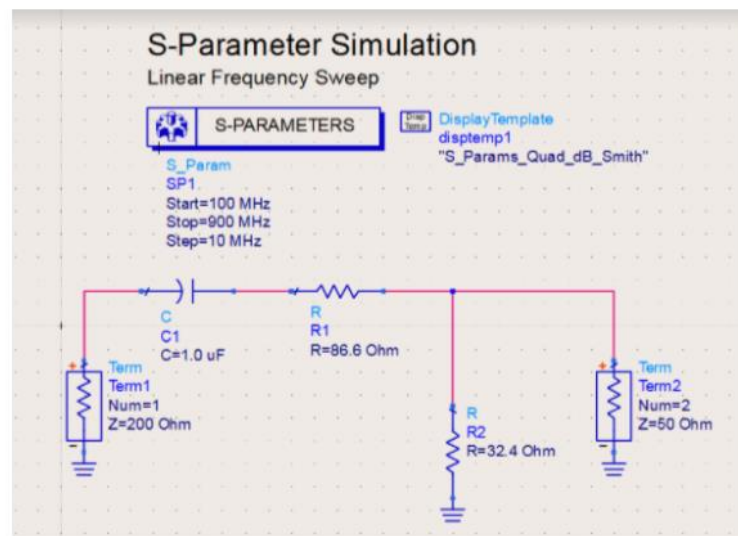 S-Parameter Simulation
Linear Frequency Sweep
S-PARAMETERS
Disp
Temp
DisplayTemplate
disptemp1
"S_Params_Quad_dB_Smith"
S_Param
SP1
Start=100 MHz
Stop=900 MHz
Step=10 MHz
C
C1
C=1.0 uF
R
R1
R=86.6 Ohm
+
Term
Term1
Num=1
Z=200 Ohm
-
R
R2
R=32.4 Ohm
+
Term
Term2
Num=2
Z=50 Ohm
-